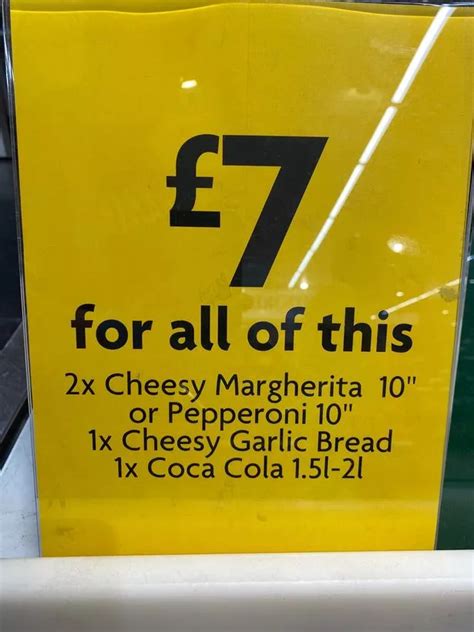 £7
for all of this
2x Cheesy Margherita 10"
or Pepperoni 10"
1x Cheesy Garlic Bread
1x Coca Cola 1.5l-2l